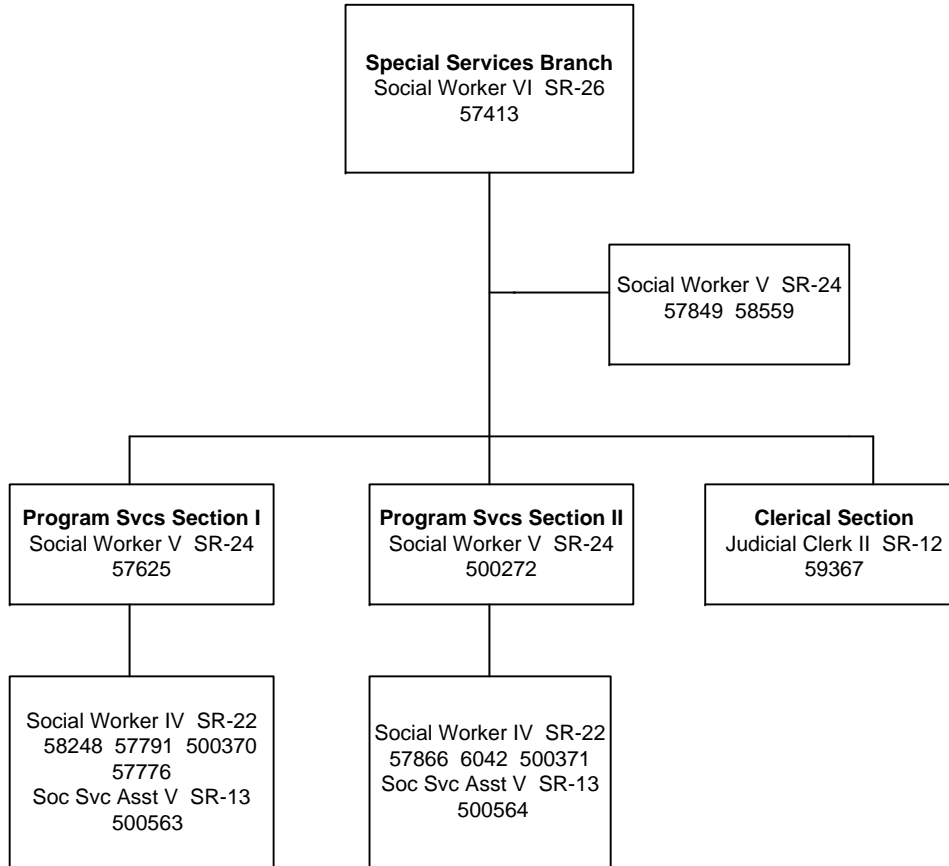 Special Services Branch
Social Worker VI SR-26
57413
Social Worker V SR-24
57849 58559
Program Svcs Section I
Social Worker V SR-24
57625
Program Svcs Section II
Social Worker V SR-24
500272
Clerical Section
Judicial Clerk II SR-12
59367
Social Worker IV SR-22
58248 57791 500370
57776
Soc Svc Asst V SR-13
500563
Social Worker IV SR-22
57866 6042 500371
Soc Svc Asst V SR-13
500564